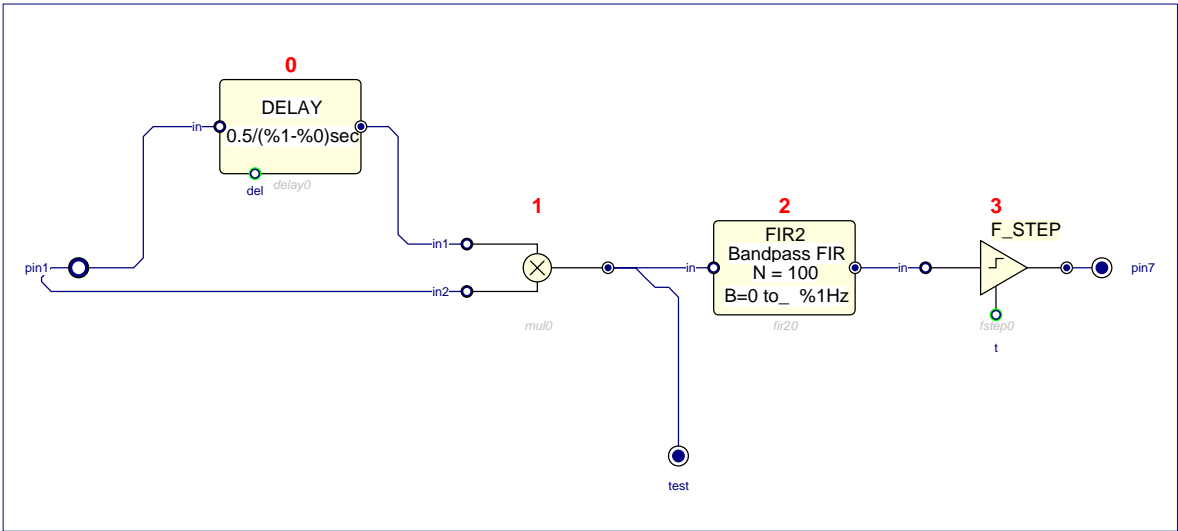 0
DELAY
in
0.5/(%1-%0)sec
delay0
del
1
2
3
F_STEP
FIR2
in1
Bandpass FIR
pin1
in
N = 100
in
pin7
in2
B=0 to_ %1Hz
mul0
fir20
fstep0
t
test